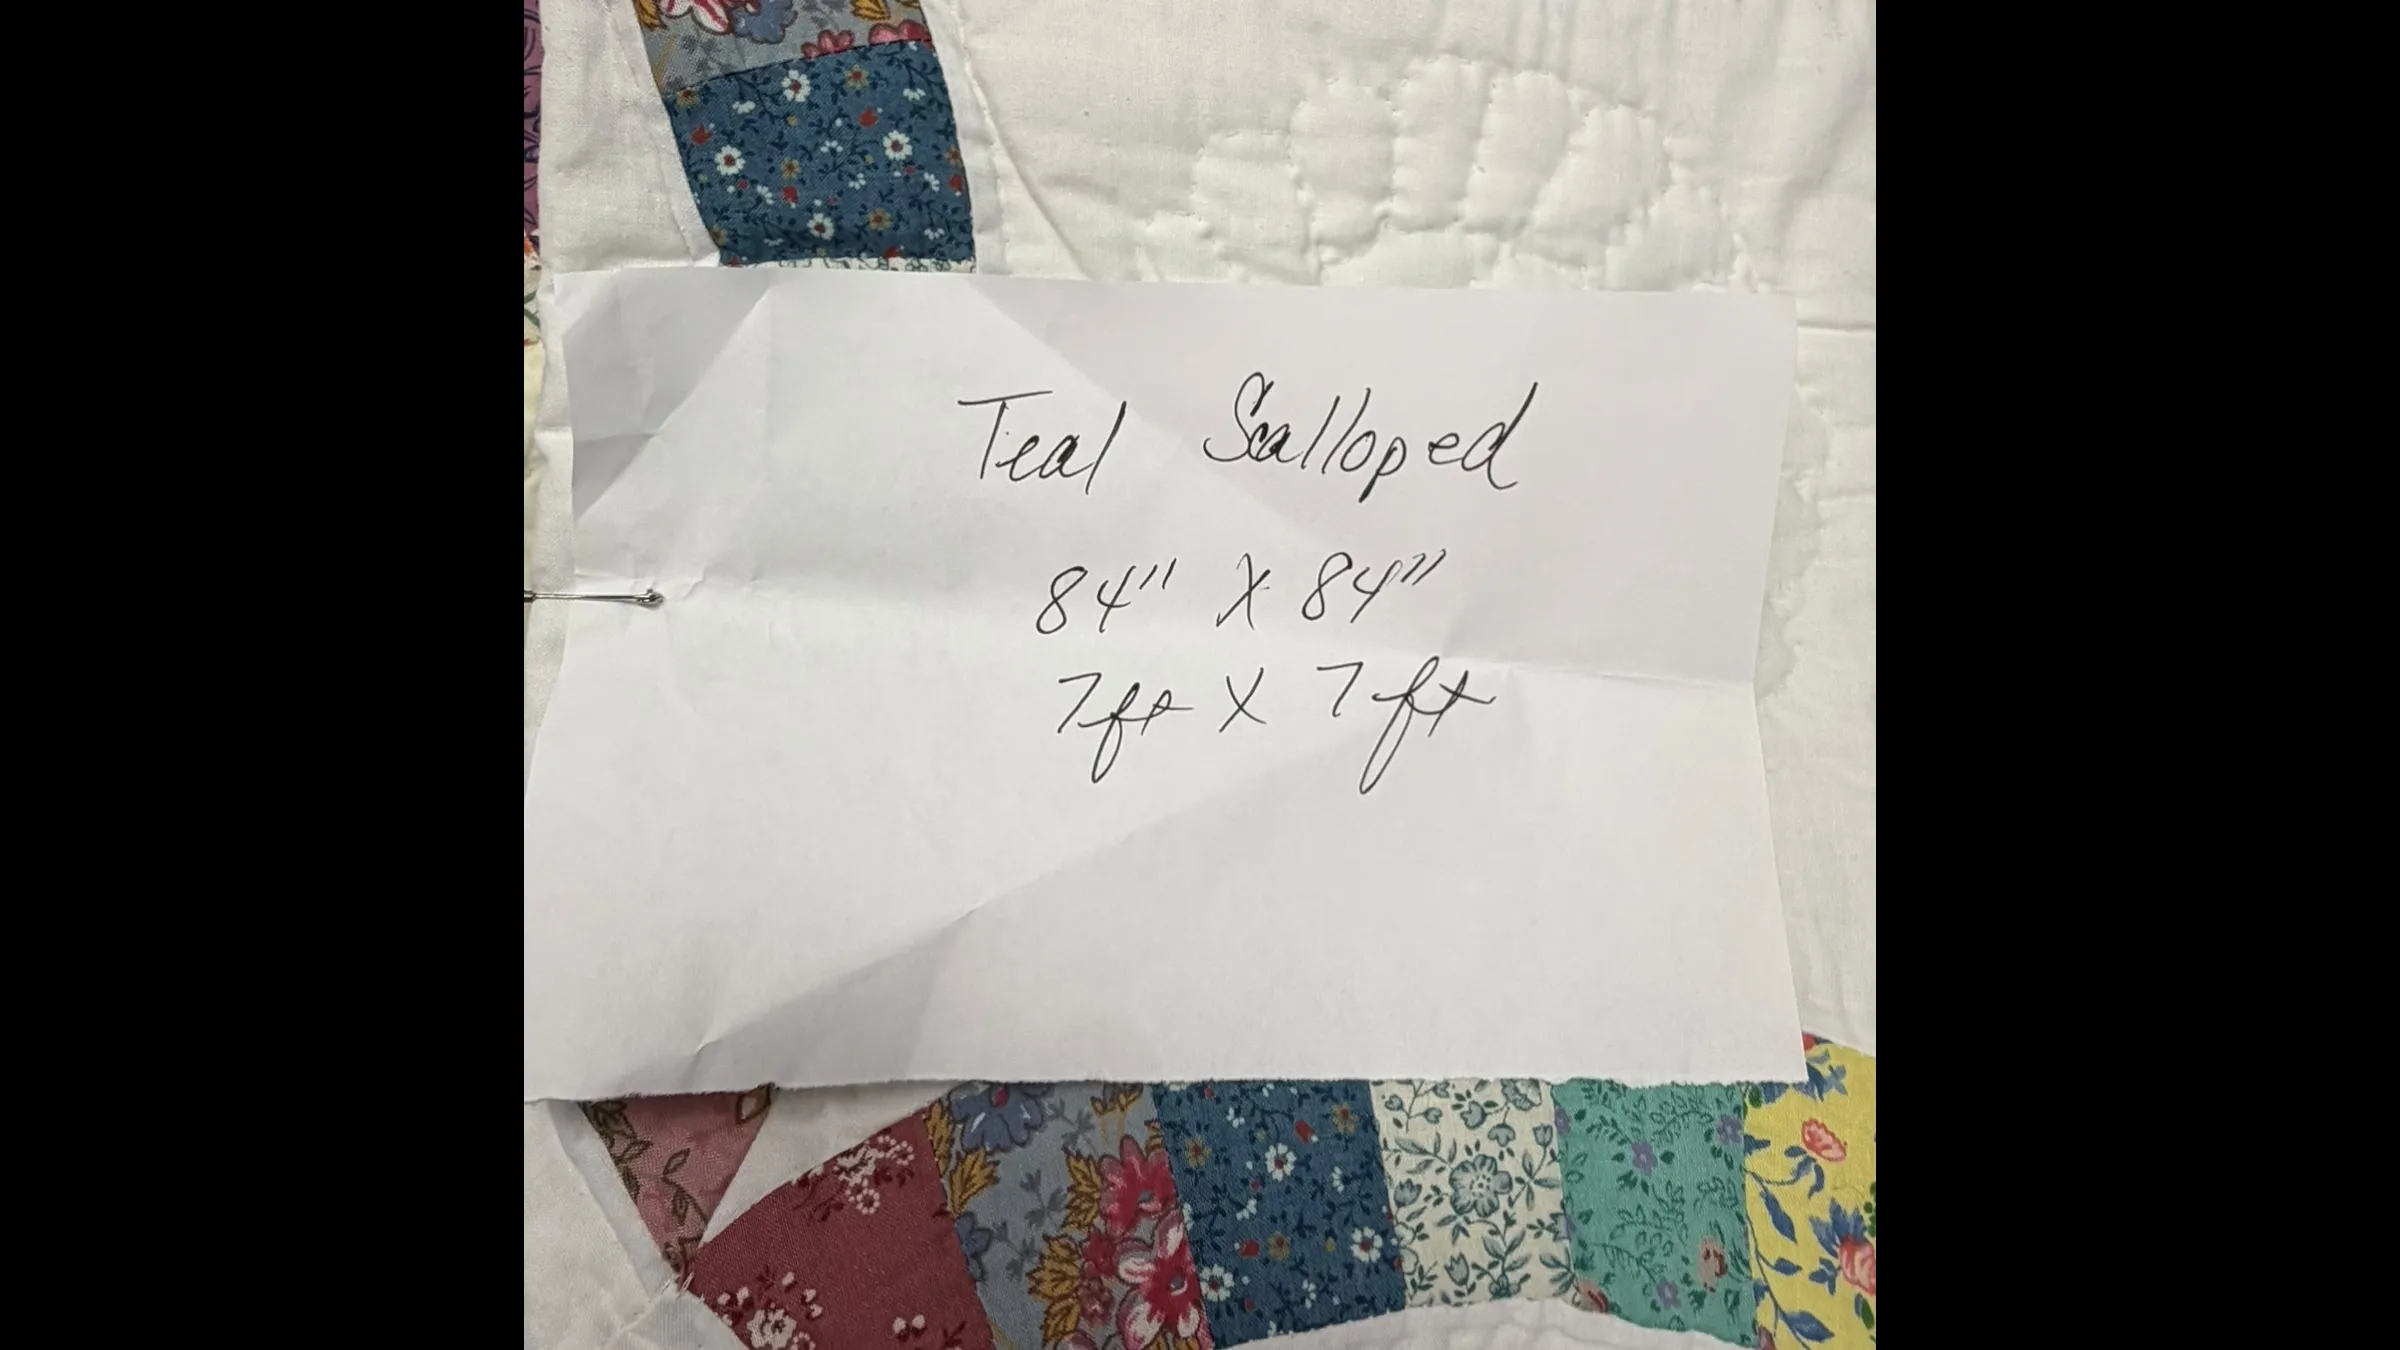 Teal Scalloped
84" X 84"
7ft X 7ft